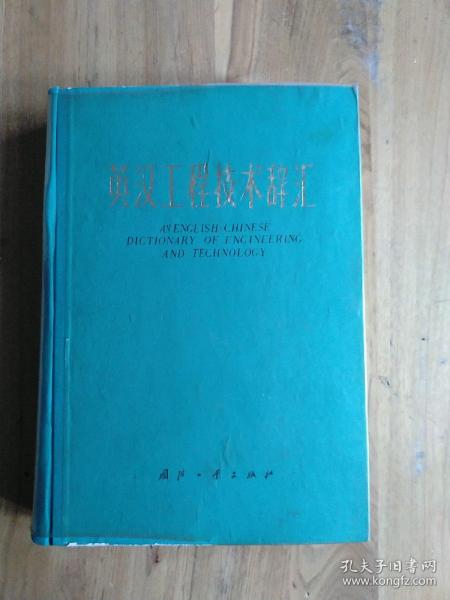 英汉工程技术辞汇
AN ENGLISH-CHINESE
DICTIONARY OF ENGINEERING
AND TECHNOLOGY
国防工业出版社
孔夫子旧书网
www.kongfz.com